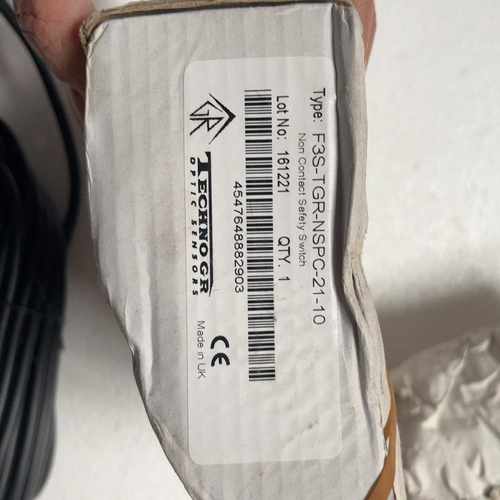 Type: F3S-TGR-NSPC-21-10
Non Contact Safety Switch
Lot No: 161221 QTY. 1
4547648882903
GR
TECHNOGR
OPTIC SENSORS
CE
Made in UK